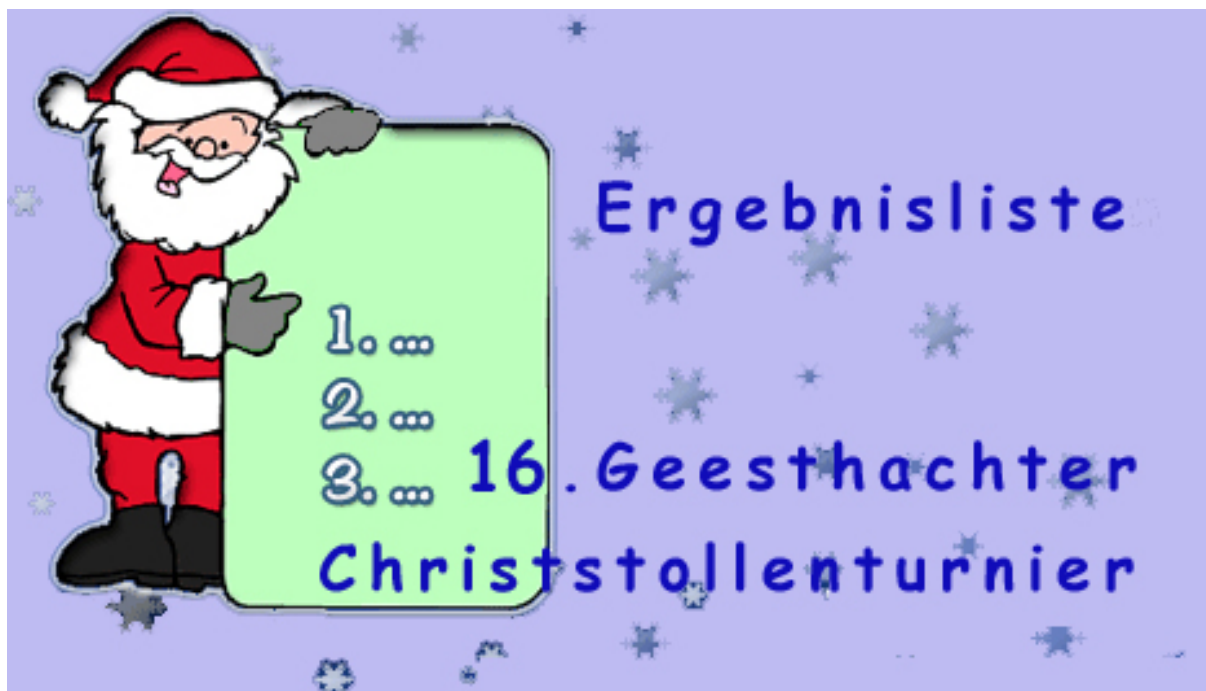 Ergebnisliste
1. ...
2. ...
3. ...
16.Geesthachter
Christstollenturnier